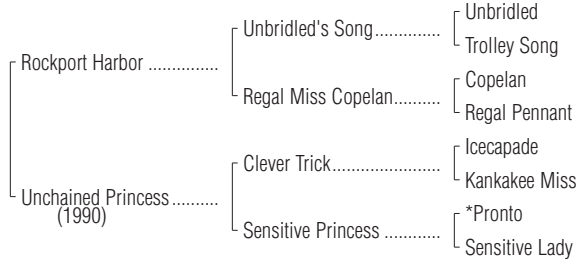 Unbridled
Unbridled's Song..............
Trolley Song
Rockport Harbor ...............
Copelan
Regal Miss Copelan..........
Regal Pennant
Icecapade
Clever Trick.......................
Kankakee Miss
Unchained Princess..........
(1990)
*Pronto
Sensitive Princess ............
Sensitive Lady